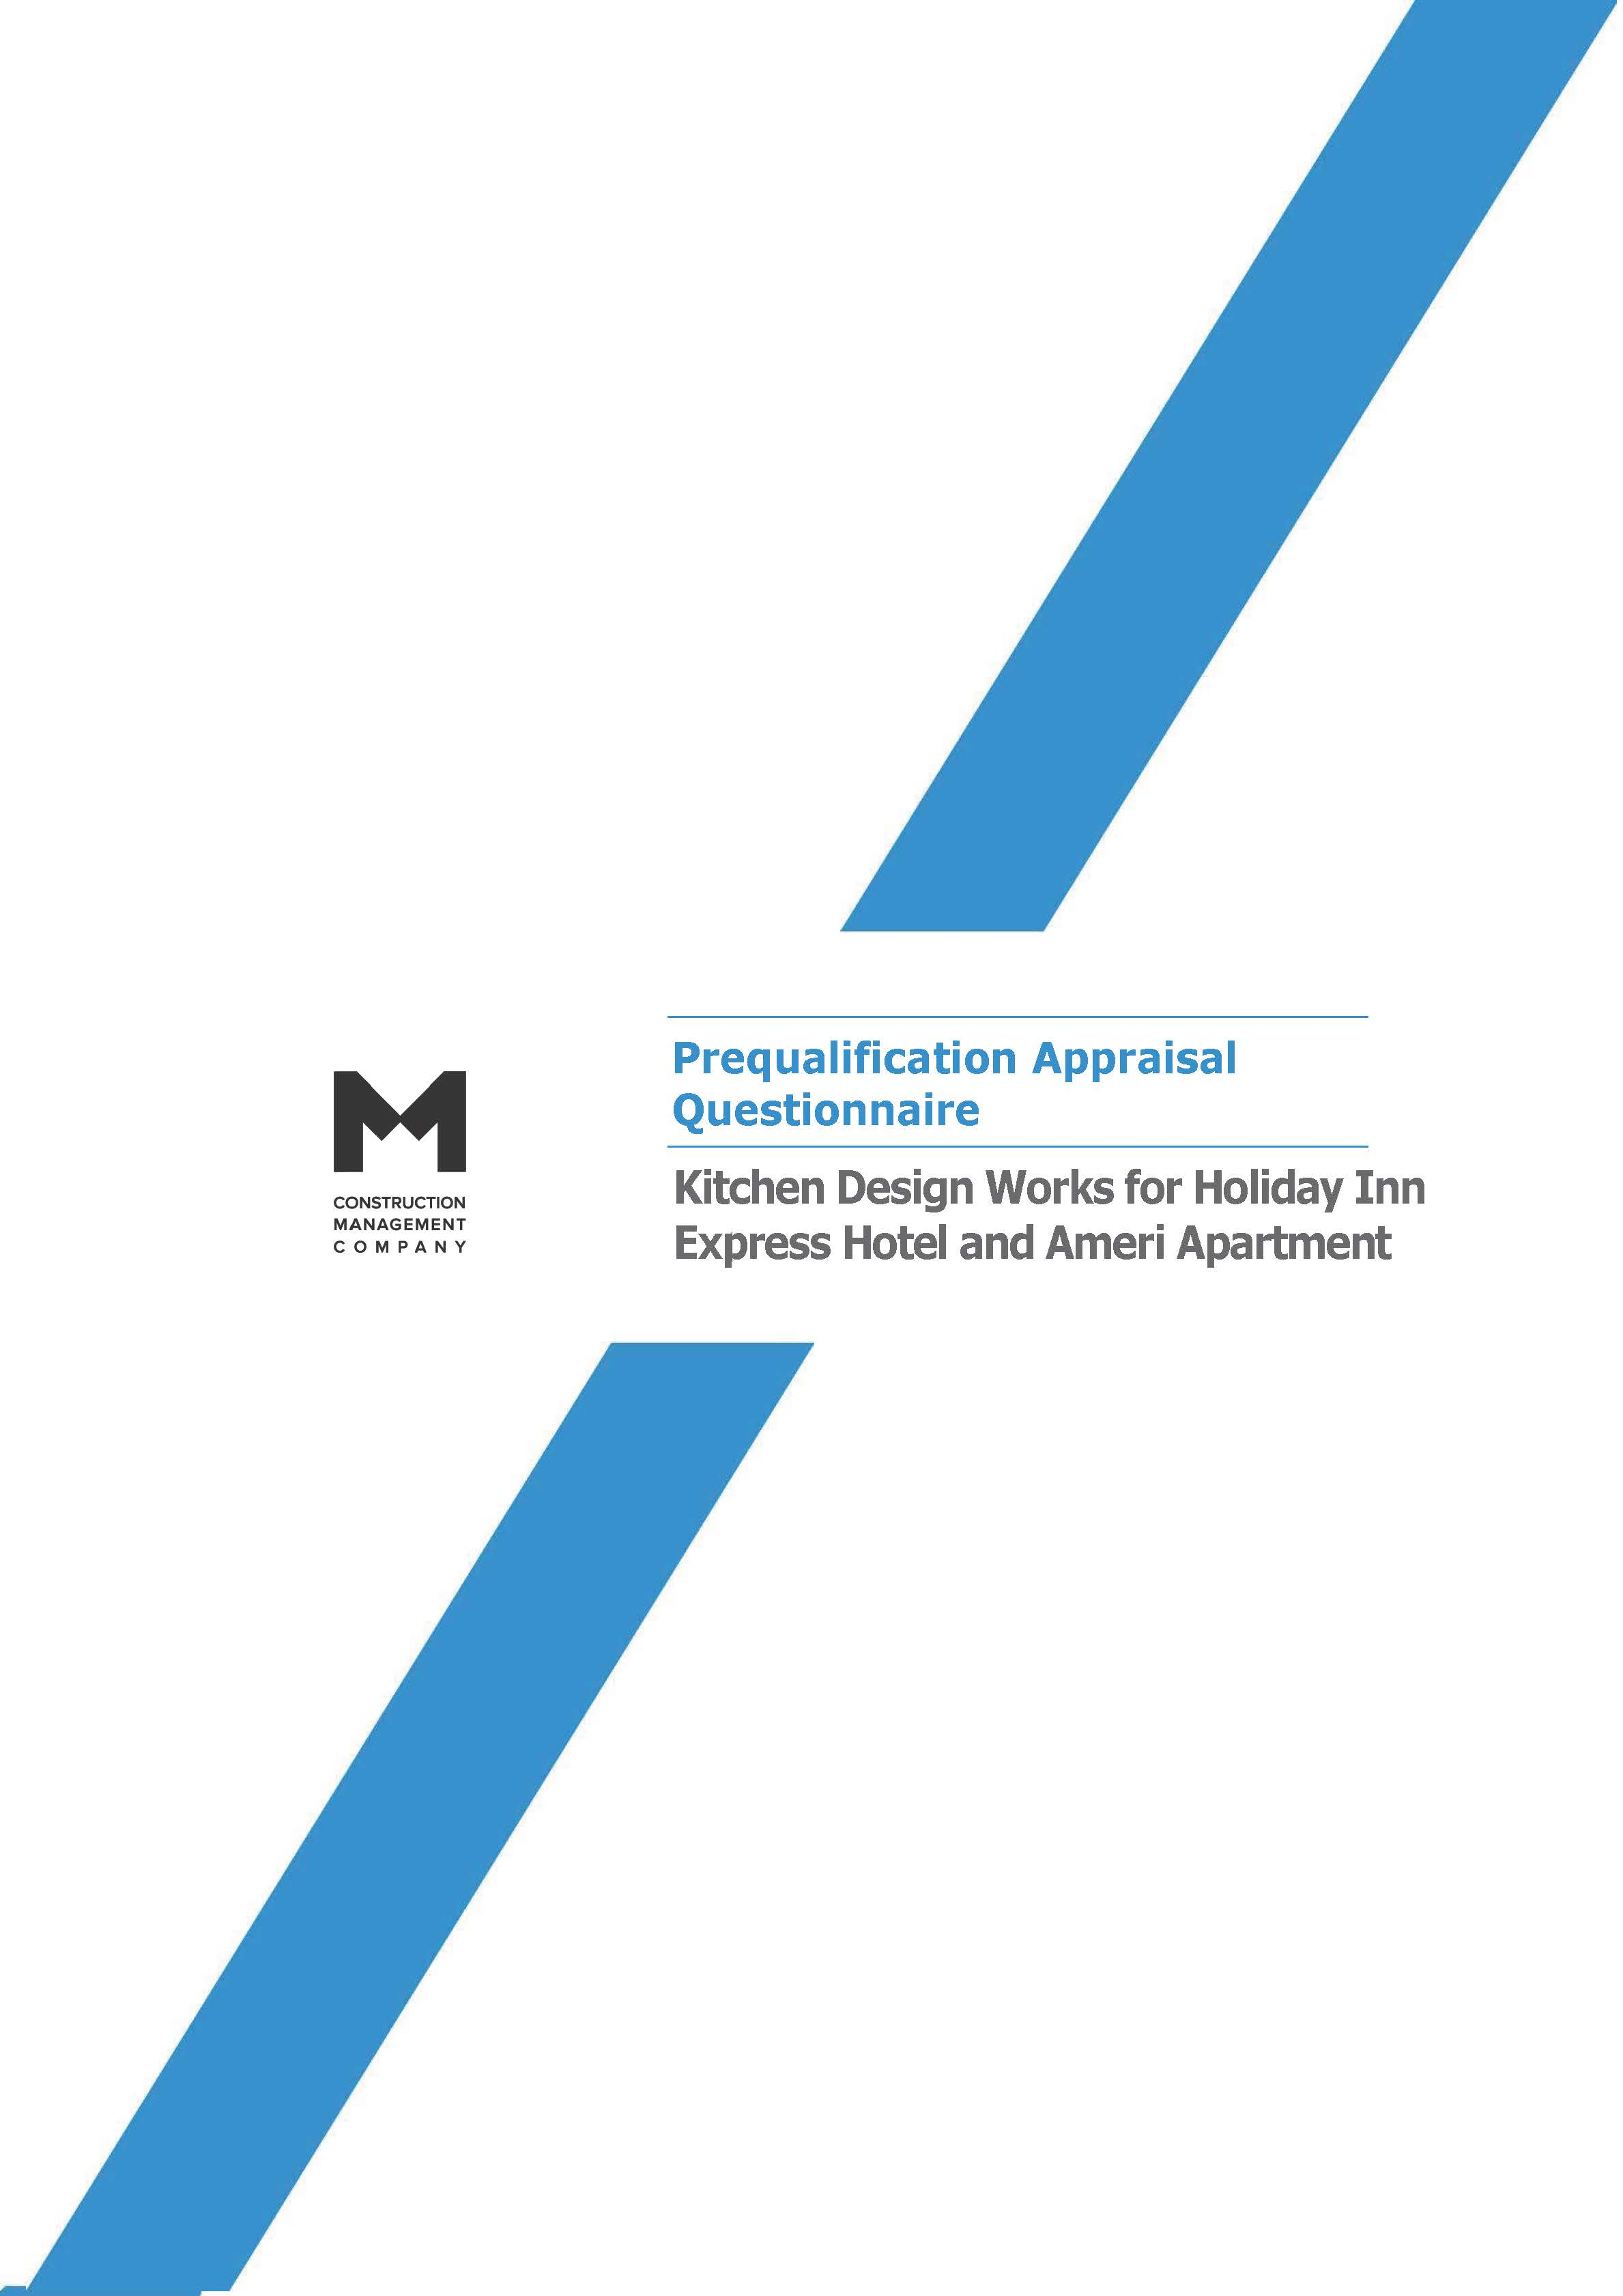 Prequalification Appraisal
Questionnaire
CONSTRUCTION
MANAGEMENT
COMPANY
Kitchen Design Works for Holiday Inn
Express Hotel and Ameri Apartment